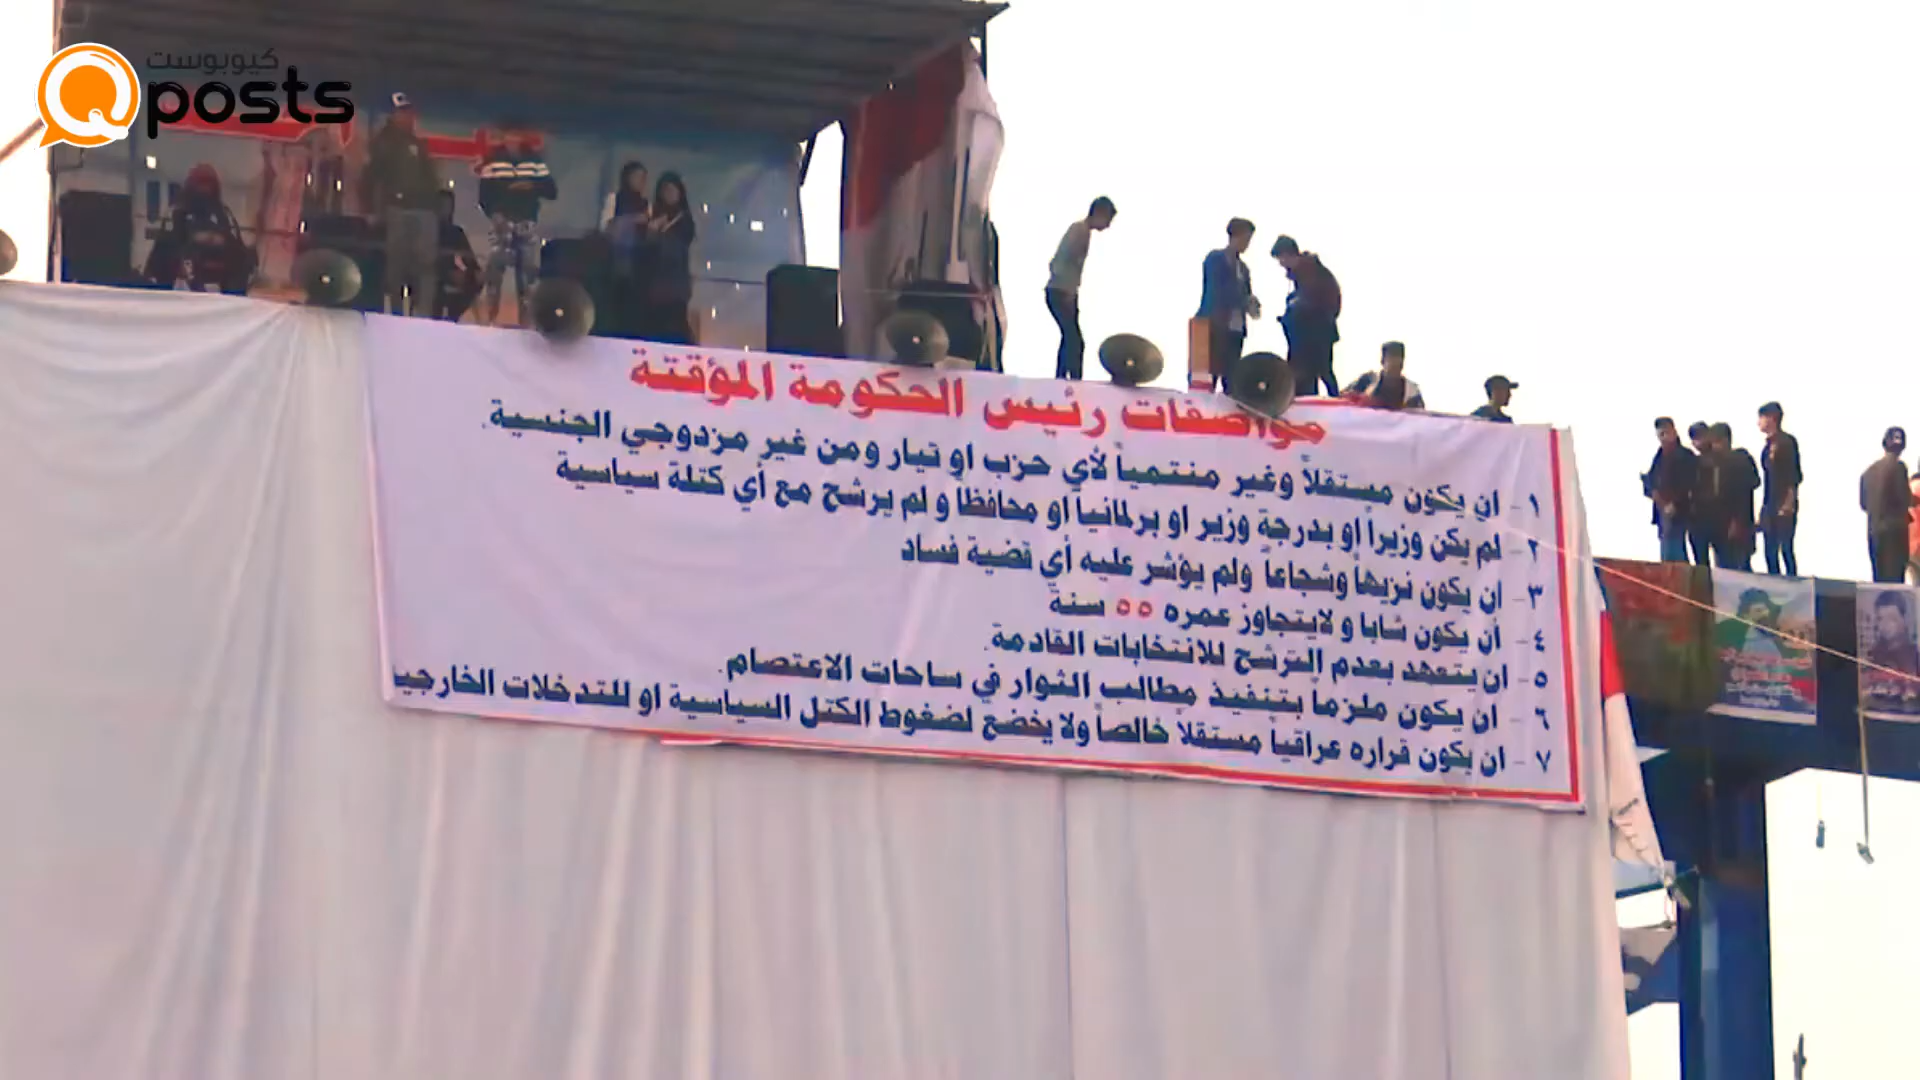 كيوبوست
Qposts
مواصفات رئيس الحكومة المؤقتة
١- ان يكون مستقلاً وغير منتمياً لأي حزب او تيار ومن غير مزدوجي الجنسية.
٢- لم يكن وزيراً او بدرجة وزير او برلمانياً او محافظاً و لم يرشح مع أي كتلة سياسية
٣- ان يكون نزيهاً وشجاعاً ولم يؤشر عليه أي قضية فساد
٤- أن يكون شابا و لايتجاوز عمره ٥٥ سنة
٥- ان يتعهد بعدم الترشح للانتخابات القادمة.
٦- ان يكون ملزماً بتنفيذ مطالب الثوار في ساحات الاعتصام.
٧- ان يكون قراره عراقياً مستقلاً خالصاً ولا يخضع لضغوط الكتل السياسية او للتدخلات الخارجية